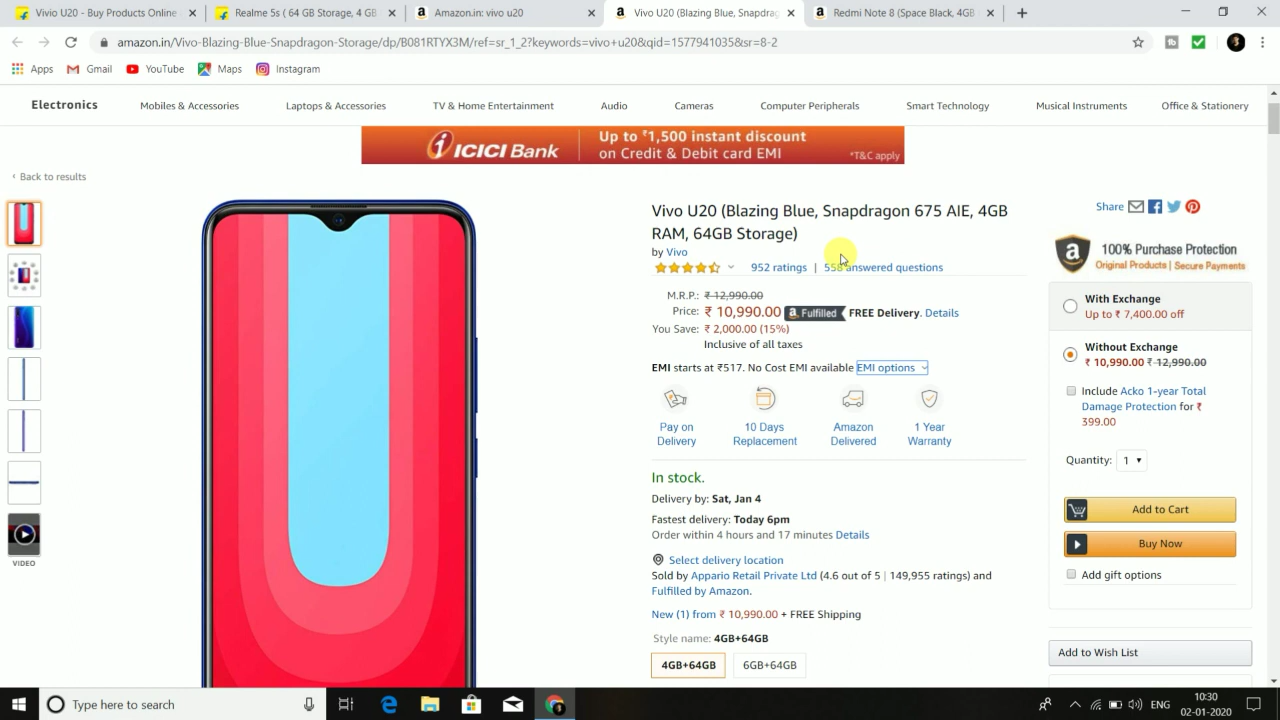 Vivio U20 - Buy Products Online
Realme 5s ( 64 GB Storage, 4 GB
Amazon.in: vivo u20
Vivo U20 (Blazing Blue, Snapdrag
Redmi Note 8 (Space Black, 4GB
amazon.in/Vivo-Blazing-Blue-Snapdragon-Storage/dp/B081RTYX3M/ref=sr_1_2?keywords=vivo+u20&qid=1577941035&sr=8-2
Apps
Gmail
YouTube
Maps
Instagram
Electronics
Mobiles & Accessories
Laptops & Accessories
TV & Home Entertainment
Audio
Cameras
Computer Peripherals
Smart Technology
Musical Instruments
Office & Stationery
ICICI Bank
Up to ₹1,500 instant discount
on Credit & Debit card EMI
*T&C apply
‹ Back to results
VIDEO
Vivo U20 (Blazing Blue, Snapdragon 675 AIE, 4GB
RAM, 64GB Storage)
by Vivo
952 ratings | 558 answered questions
M.R.P.: ₹ 12,990.00
Price: ₹ 10,990.00 a Fulfilled FREE Delivery. Details
You Save: ₹ 2,000.00 (15%)
Inclusive of all taxes
EMI starts at ₹517. No Cost EMI available EMI options
Pay on
Delivery
10 Days
Replacement
Amazon
Delivered
1 Year
Warranty
In stock.
Delivery by: Sat, Jan 4
Fastest delivery: Today 6pm
Order within 4 hours and 17 minutes Details
Select delivery location
Sold by Appario Retail Private Ltd (4.6 out of 5 | 149,955 ratings) and
Fulfilled by Amazon.
New (1) from ₹ 10,990.00 + FREE Shipping
Style name: 4GB+64GB
4GB+64GB
6GB+64GB
Share
a
100% Purchase Protection
Original Products | Secure Payments
With Exchange
Up to ₹ 7,400.00 off
Without Exchange
₹ 10,990.00 ₹ 12,990.00
Include Acko 1-year Total
Damage Protection for ₹
399.00
Quantity: 1
Add to Cart
Buy Now
Add gift options
Add to Wish List
Type here to search
ENG
10:30
02-01-2020